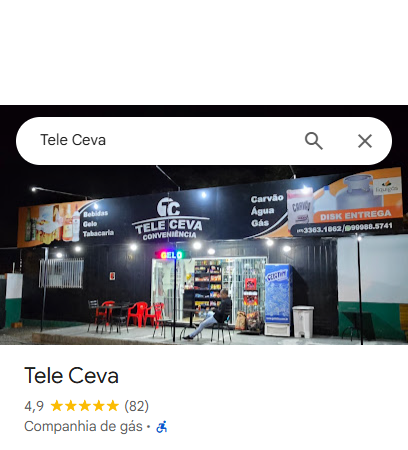 Tele Ceva
Bebidas
Gelo
Tabacaria
TC
TELE CEVA
CONVENIÊNCIA
Carvão
Água
Gás
DISK ENTREGA
3363.1862/99988.5741
GELO
Tele Ceva
4,9 (82)
Companhia de gás ·